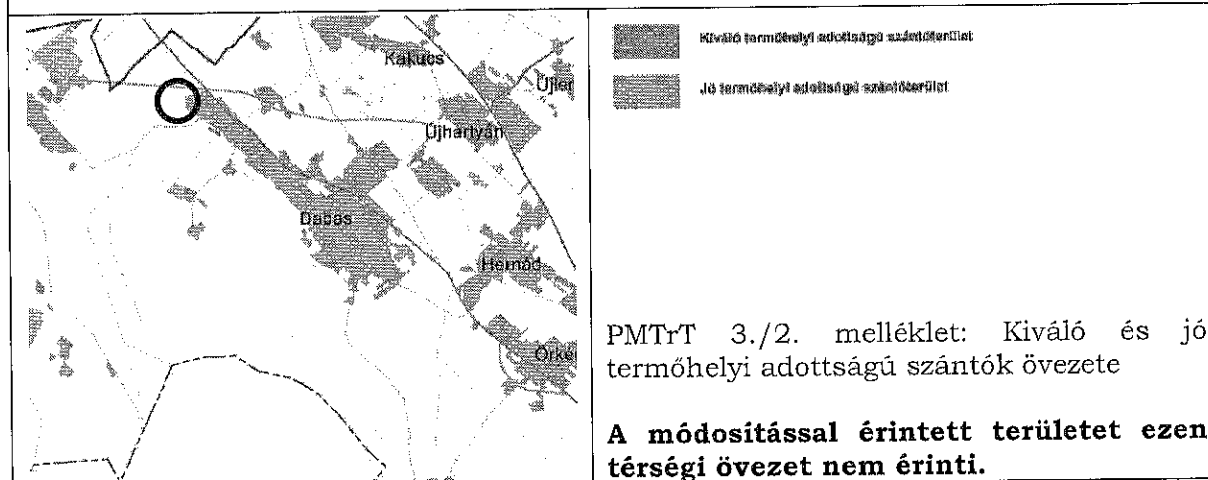 Kakucs
Újhartyán
Dabas
Hernád
Kiváló termőhelyi adottságú szántóterület
Jó termőhelyi adottságú szántóterület
PMTrT 3./2. melléklet: Kiváló és jó
termőhelyi adottságú szántók övezete
A módosítással érintett területet ezen
térségi övezet nem érinti.